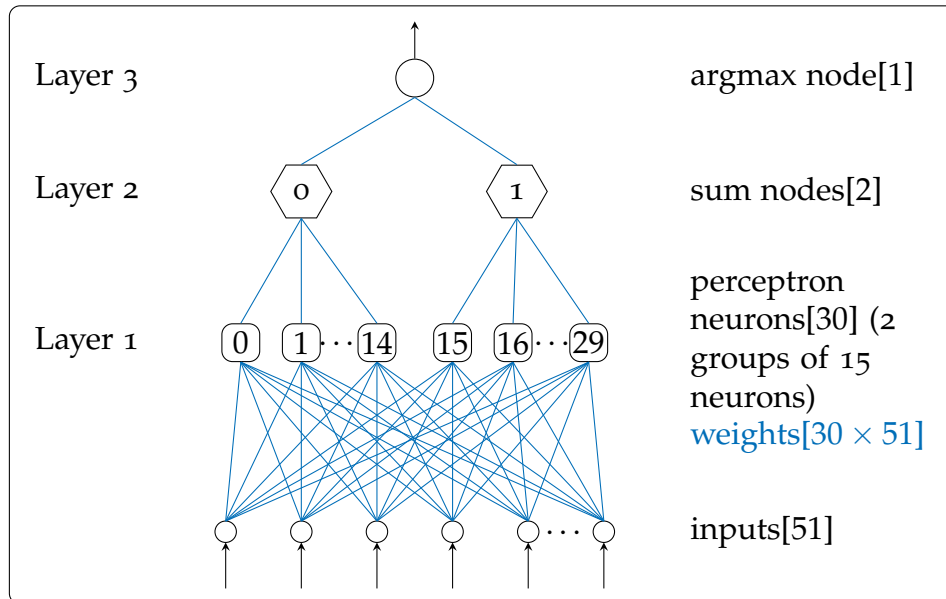 Layer 3
argmax node[1]
Layer 2
0
1
sum nodes[2]
Layer 1
0 1 ··· 14 15 16 ··· 29
perceptron
neurons[30] (2
groups of 15
neurons)
weights[30 × 51]
···
inputs[51]